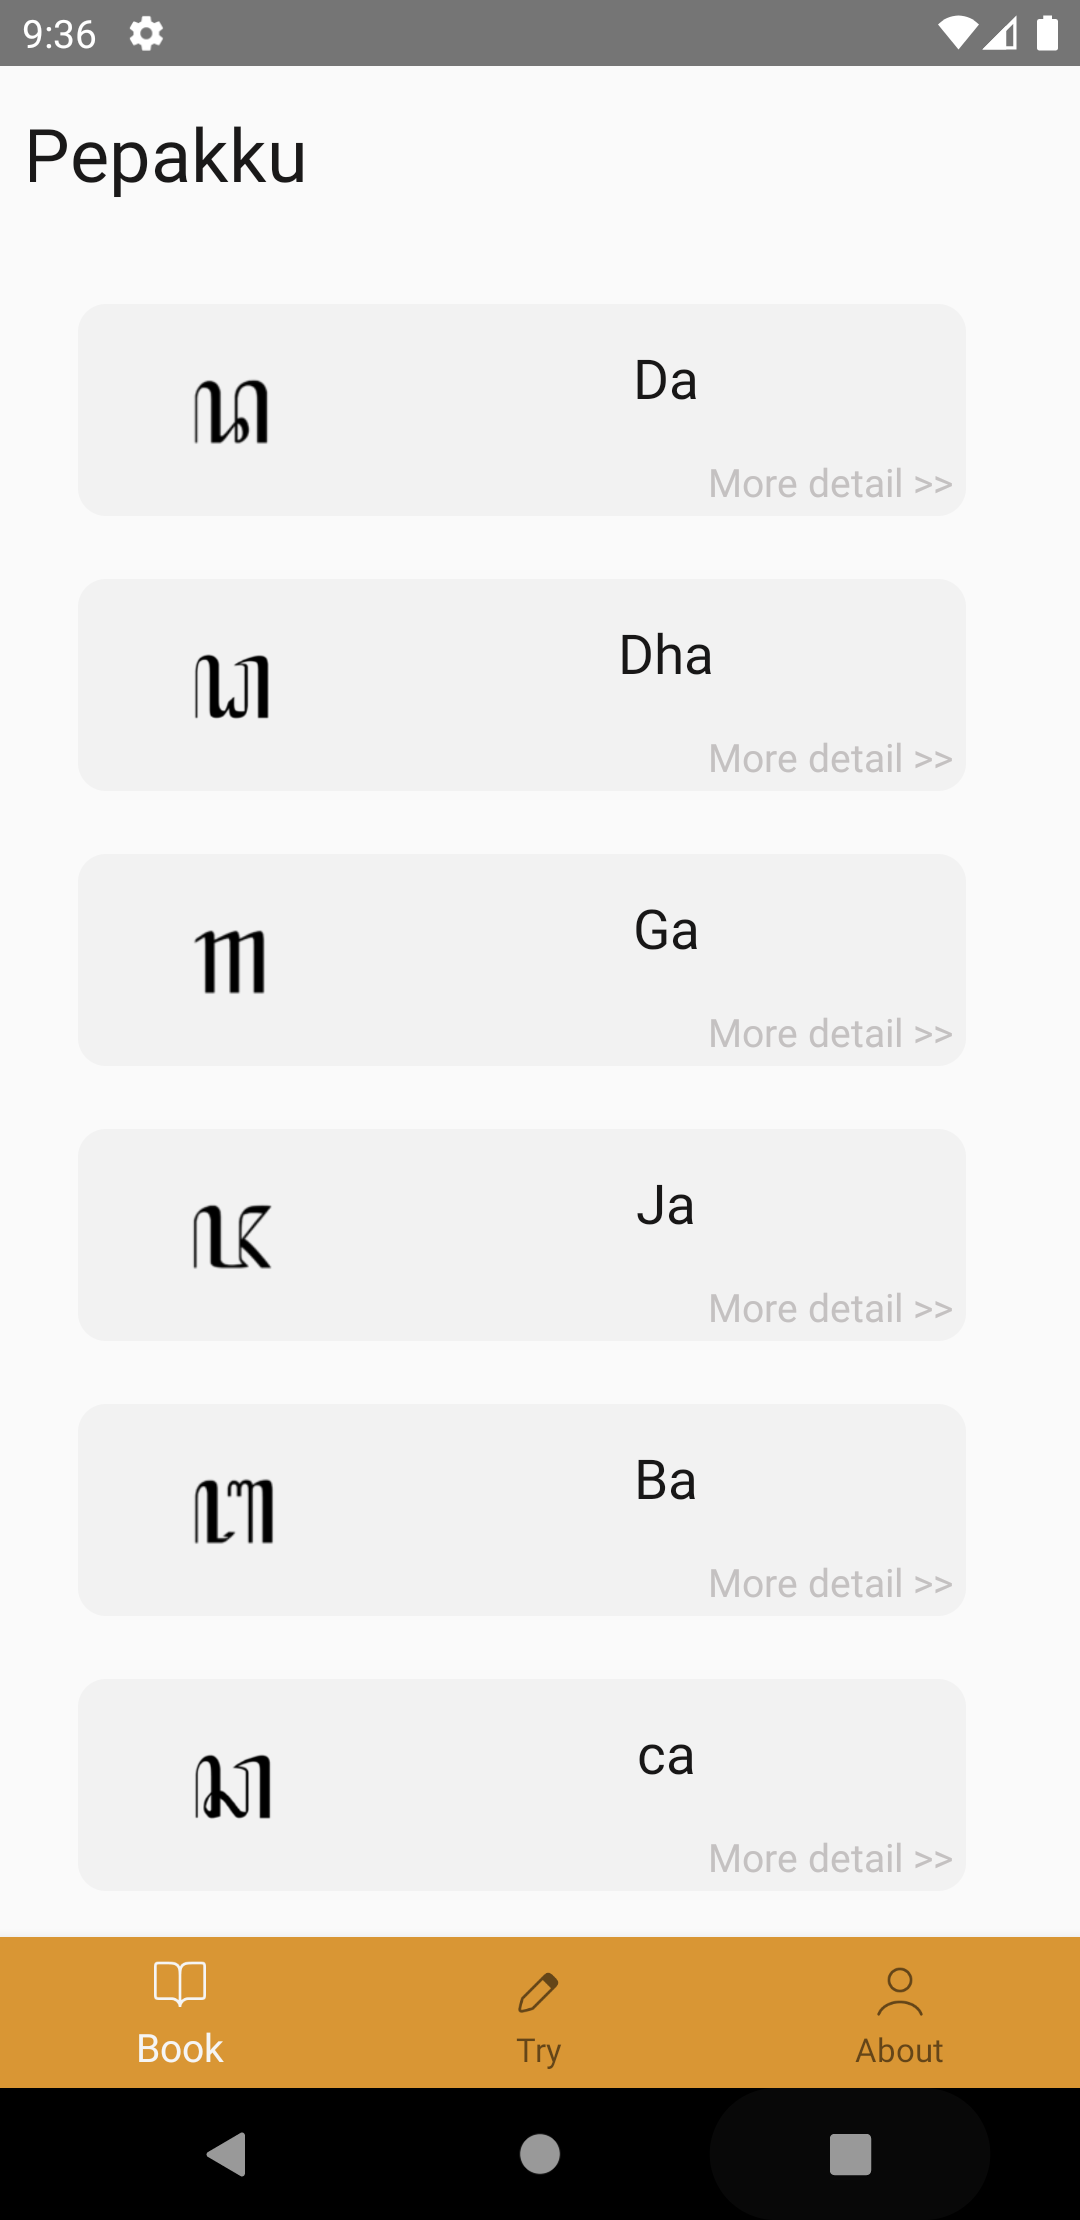 9:36
Pepakku
ꦢ
Da
More detail >>
ꦝ
Dha
More detail >>
ꦒ
Ga
More detail >>
ꦗ
Ja
More detail >>
ꦧ
Ba
More detail >>
ꦕ
ca
More detail >>
Book
Try
About